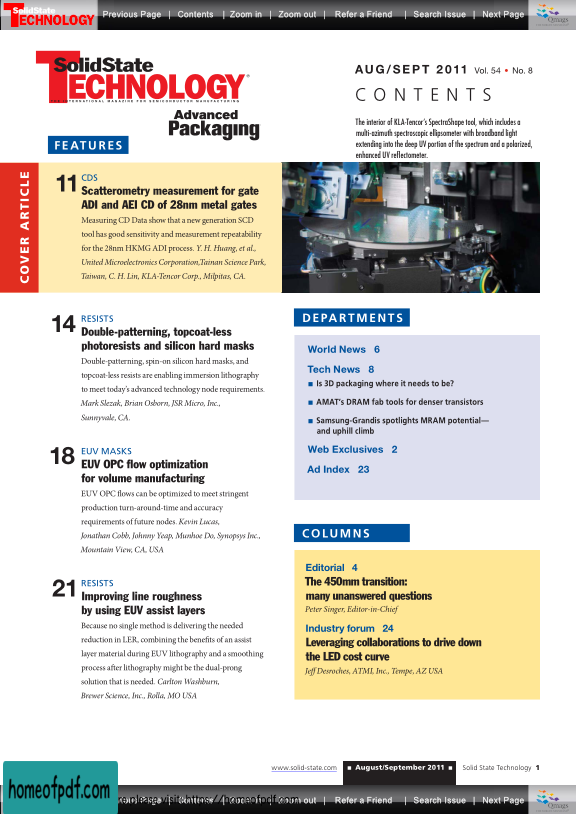 SolidState
TECHNOLOGY
Previous Page | Contents | Zoom in | Zoom out | Refer a Friend | Search Issue | Next Page
Qmags
SolidState
TECHNOLOGY®
THE INTERNATIONAL MAGAZINE FOR SEMICONDUCTOR MANUFACTURING
Advanced
Packaging
AUG/SEPT 2011 Vol. 54 • No. 8
CONTENTS
The interior of KLA-Tencor's SpectraShape tool, which includes a
multi-azimuth spectroscopic ellipsometer with broadband light
extending into the deep UV portion of the spectrum and a polarized,
enhanced UV reflectometer.
FEATURES
COVER ARTICLE
11 CDS
Scatterometry measurement for gate
ADI and AEI CD of 28nm metal gates
Measuring CD Data show that a new generation SCD
tool has good sensitivity and measurement repeatability
for the 28nm HKMG ADI process. Y. H. Huang, et al.,
United Microelectronics Corporation,Tainan Science Park,
Taiwan, C. H. Lin, KLA-Tencor Corp., Milpitas, CA.
14 RESISTS
Double-patterning, topcoat-less
photoresists and silicon hard masks
Double-patterning, spin-on silicon hard masks, and
topcoat-less resists are enabling immersion lithography
to meet today's advanced technology node requirements.
Mark Slezak, Brian Osborn, JSR Micro, Inc.,
Sunnyvale, CA.
18 EUV MASKS
EUV OPC flow optimization
for volume manufacturing
EUV OPC flows can be optimized to meet stringent
production turn-around-time and accuracy
requirements of future nodes. Kevin Lucas,
Jonathan Cobb, Johnny Yeap, Munhoe Do, Synopsys Inc.,
Mountain View, CA, USA
21 RESISTS
Improving line roughness
by using EUV assist layers
Because no single method is delivering the needed
reduction in LER, combining the benefits of an assist
layer material during EUV lithography and a smoothing
process after lithography might be the dual-prong
solution that is needed. Carlton Washburn,
Brewer Science, Inc., Rolla, MO USA
DEPARTMENTS
World News 6
Tech News 8
■ Is 3D packaging where it needs to be?
■ AMAT's DRAM fab tools for denser transistors
■ Samsung-Grandis spotlights MRAM potential—
and uphill climb
Web Exclusives 2
Ad Index 23
COLUMNS
Editorial 4
The 450mm transition:
many unanswered questions
Peter Singer, Editor-in-Chief
Industry forum 24
Leveraging collaborations to drive down
the LED cost curve
Jeff Desroches, ATMI, Inc., Tempe, AZ USA
www.solid-state.com ■ August/September 2011 ■ Solid State Technology 1
homeofpdf.com
please visit: https://homeofpdf.com
out | Refer a Friend | Search Issue | Next Page
Qmags